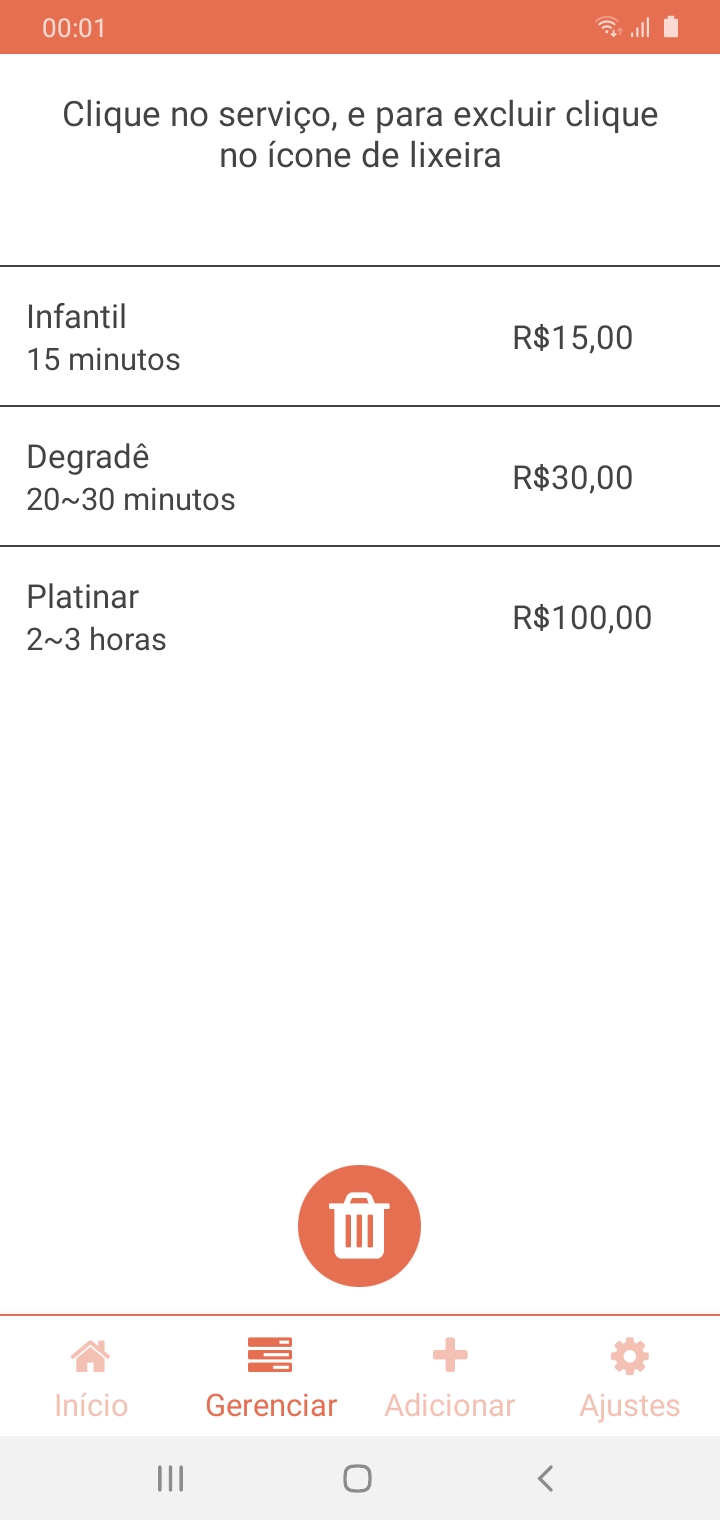 00:01
Clique no serviço, e para excluir clique
no ícone de lixeira
Infantil
15 minutos
R$15,00
Degradê
20~30 minutos
R$30,00
Platinar
2~3 horas
R$100,00
Início
Gerenciar
Adicionar
Ajustes